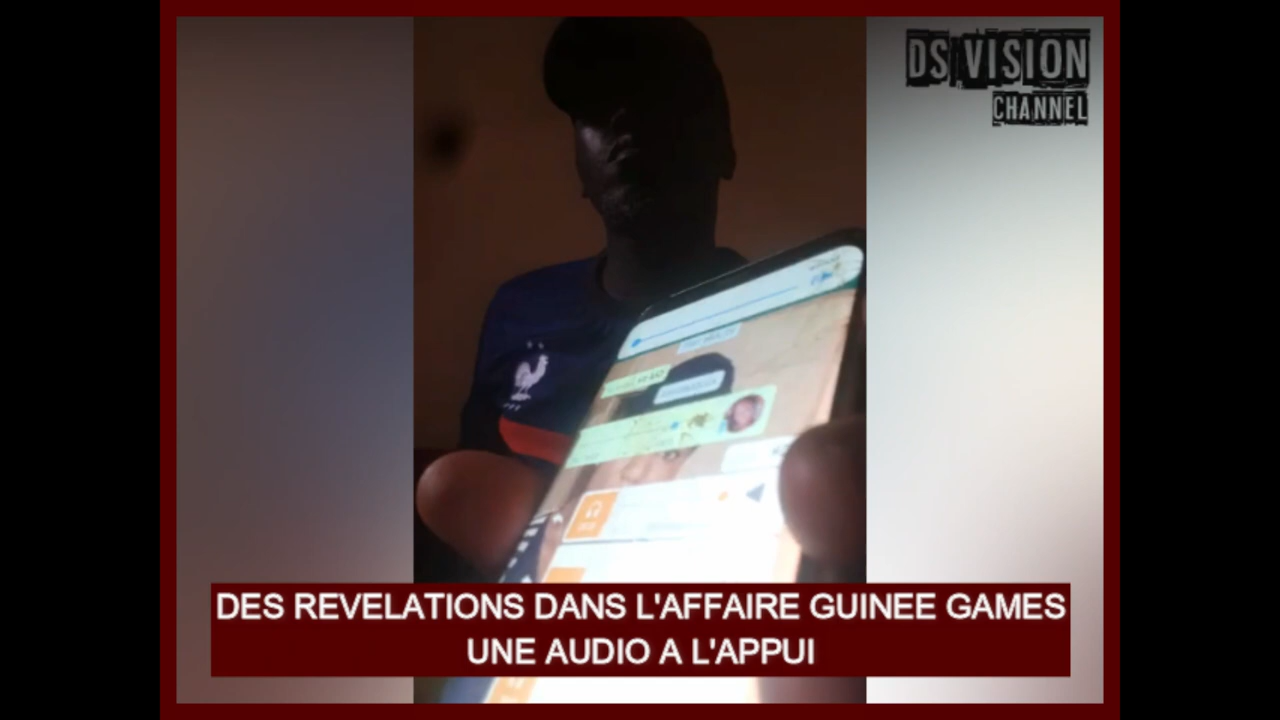 DS VISION
CHANNEL
DES REVELATIONS DANS L'AFFAIRE GUINEE GAMES
UNE AUDIO A L'APPUI